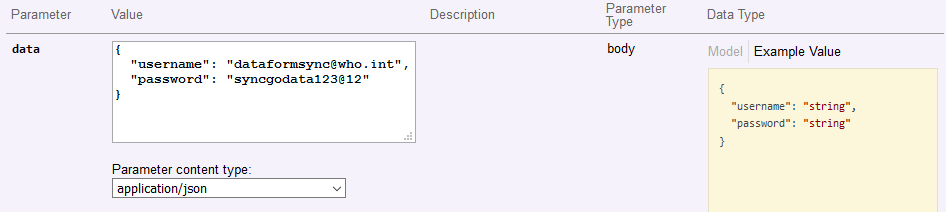 Parameter Value Description Parameter Type Data Type
data
{
"username": "dataformsync@who.int",
"password": "syncgodata123@12"
}
Parameter content type:
application/json
body
Model Example Value
{
"username": "string",
"password": "string"
}